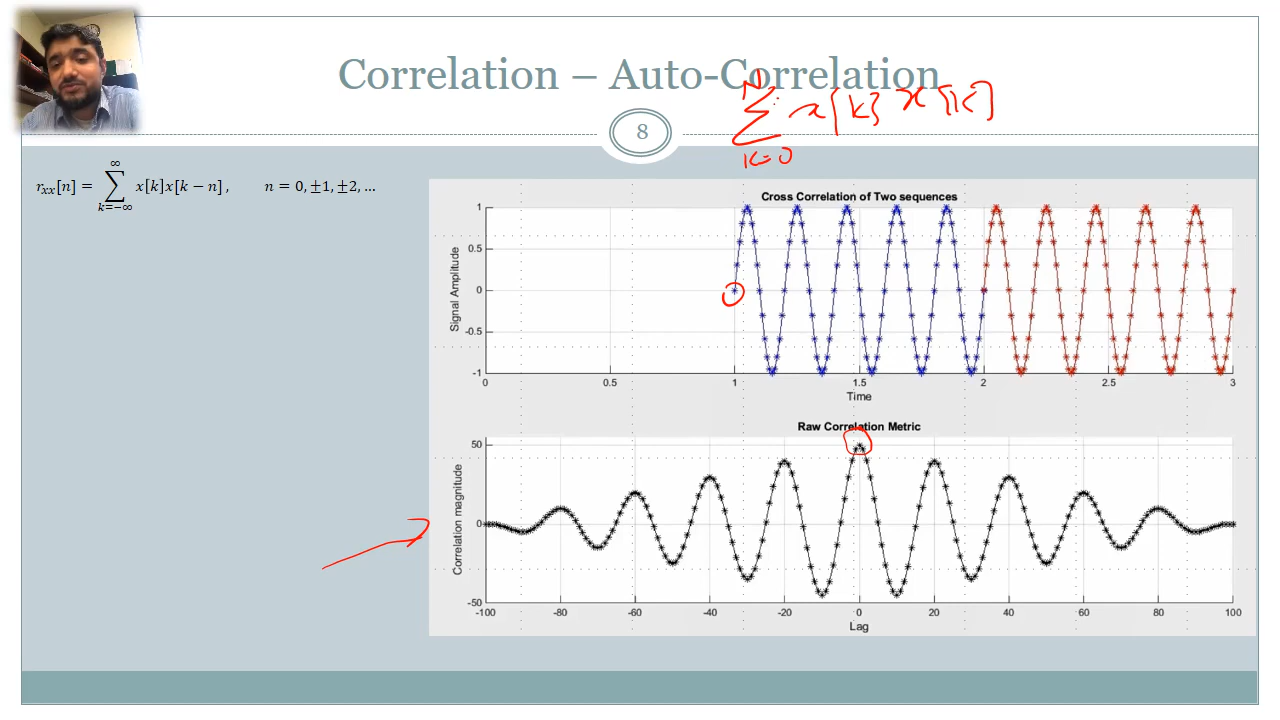 Correlation – Auto-Correlation
N
∑ x[k] x[k]
k=0
8
∞
r_xx[n] = ∑ x[k]x[k − n], n = 0, ±1, ±2, …
k=−∞
Cross Correlation of Two sequences
1
0.5
0
-0.5
-1
Signal Amplitude
0 0.5 1 1.5 2 2.5 3
Time
Raw Correlation Metric
50
0
-50
Correlation magnitude
-100 -80 -60 -40 -20 0 20 40 60 80 100
Lag